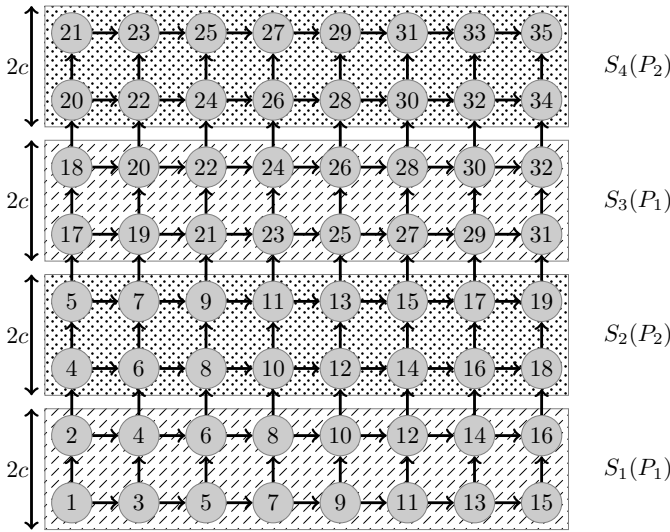 21 23 25 27 29 31 33 35
2c S₄(P₂)
20 22 24 26 28 30 32 34
18 20 22 24 26 28 30 32
2c S₃(P₁)
17 19 21 23 25 27 29 31
5 7 9 11 13 15 17 19
2c S₂(P₂)
4 6 8 10 12 14 16 18
2 4 6 8 10 12 14 16
2c S₁(P₁)
1 3 5 7 9 11 13 15